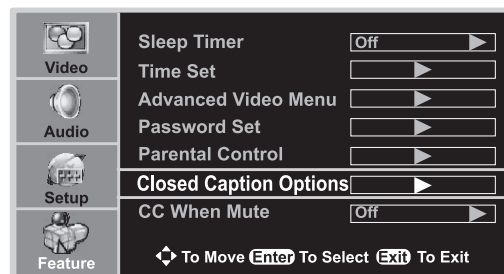 Video
Audio
Setup
Feature
Sleep Timer Off
Time Set
Advanced Video Menu
Password Set
Parental Control
Closed Caption Options
CC When Mute Off
To Move Enter To Select Exit To Exit